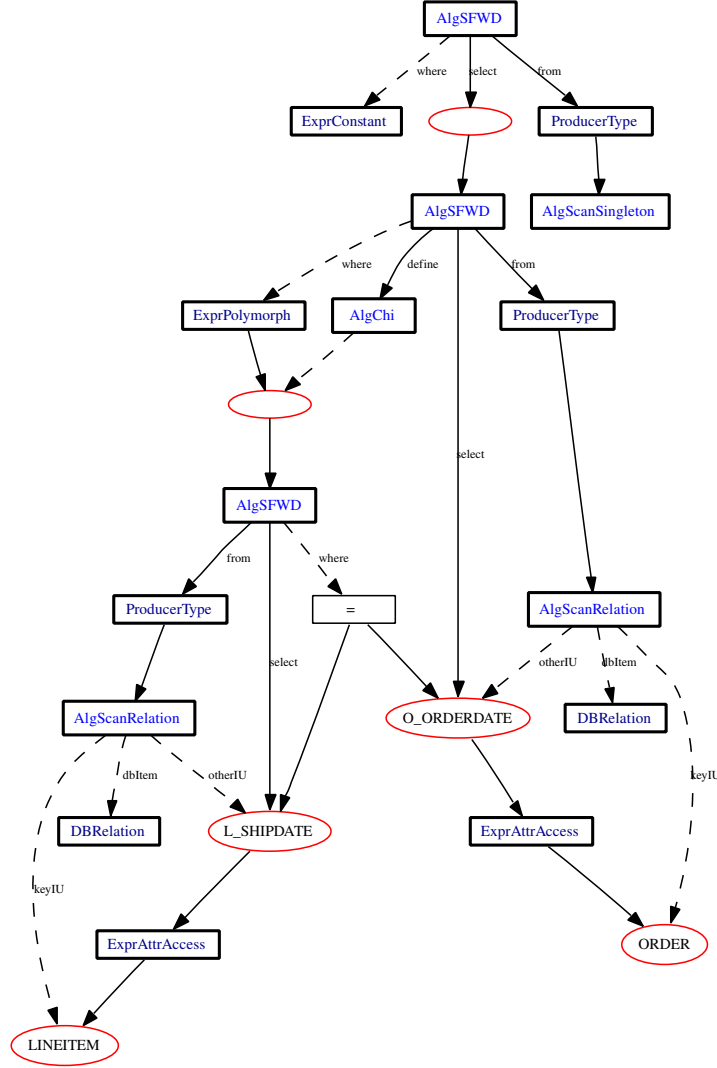 AlgSFWD
where
select
from
ExprConstant
ProducerType
AlgSFWD
AlgScanSingleton
where
define
from
ExprPolymorph
AlgChi
ProducerType
select
AlgSFWD
from
where
ProducerType
=
AlgScanRelation
select
otherIU
dbItem
AlgScanRelation
O_ORDERDATE
DBRelation
dbItem
otherIU
keyIU
DBRelation
L_SHIPDATE
ExprAttrAccess
keyIU
ExprAttrAccess
ORDER
LINEITEM